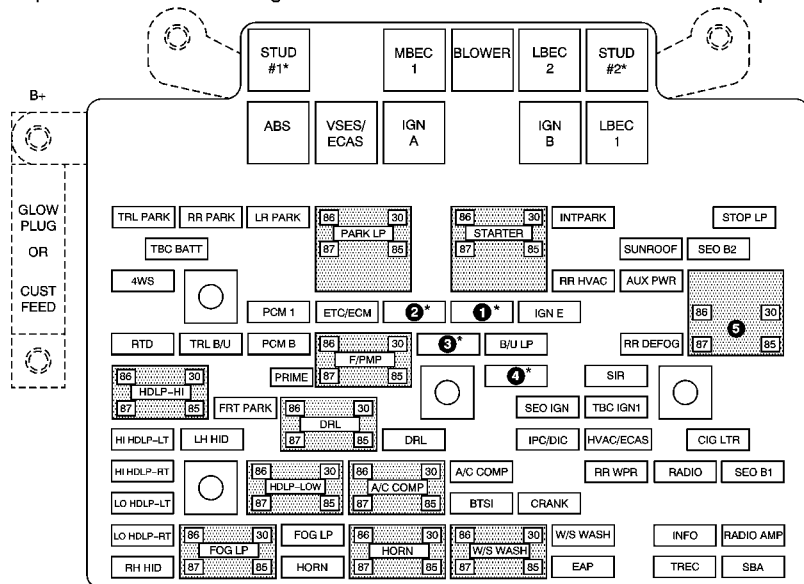 STUD #1*
MBEC 1
BLOWER
LBEC 2
STUD #2*
B+
ABS
VSES/ ECAS
IGN A
IGN B
LBEC 1
GLOW PLUG OR CUST FEED
TRL PARK
RR PARK
LR PARK
86 30
PARK LP
87 85
86 30
STARTER
87 85
INTPARK
STOP LP
TBC BATT
SUNROOF
SEO B2
4WS
RR HVAC
AUX PWR
86 30
5
87 85
PCM 1
ETC/ECM
2*
1*
IGN E
RTD
TRL B/U
PCM B
86 30
F/PMP
87 85
3*
B/U LP
RR DEFOG
86 30
HDLP-HI
87 85
PRIME
4*
SIR
FRT PARK
86 30
DRL
87 85
SEO IGN
TBC IGN1
HI HDLP-LT
LH HID
DRL
IPC/DIC
HVAC/ECAS
CIG LTR
HI HDLP-RT
86 30
HDLP-LOW
87 85
86 30
A/C COMP
87 85
A/C COMP
RR WPR
RADIO
SEO B1
LO HDLP-LT
BTSI
CRANK
LO HDLP-RT
86 30
FOG LP
87 85
FOG LP
86 30
HORN
87 85
86 30
W/S WASH
87 85
W/S WASH
INFO
RADIO AMP
RH HID
HORN
EAP
TREC
SBA